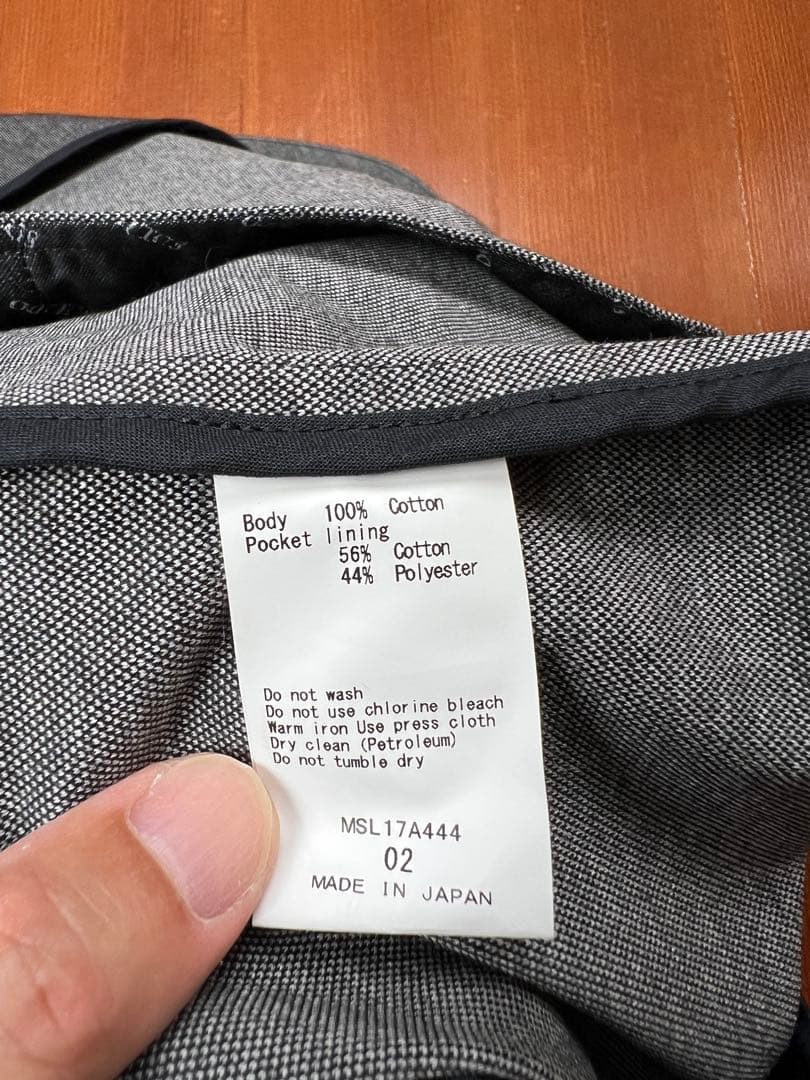 Body 100% Cotton
Pocket lining
56% Cotton
44% Polyester
Do not wash
Do not use chlorine bleach
Warm iron Use press cloth
Dry clean (Petroleum)
Do not tumble dry
MSL17A444
02
MADE IN JAPAN